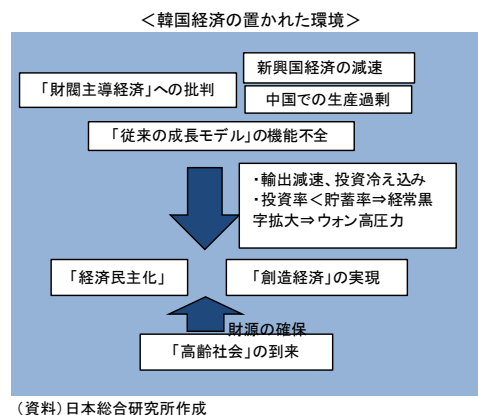 ＜韓国経済の置かれた環境＞
新興国経済の減速
「財閥主導経済」への批判
中国での生産過剰
「従来の成長モデル」の機能不全
・輸出減速、投資冷え込み
・投資率＜貯蓄率⇒経常黒
字拡大⇒ウォン高圧力
「経済民主化」
「創造経済」の実現
財源の確保
「高齢社会」の到来
（資料）日本総合研究所作成